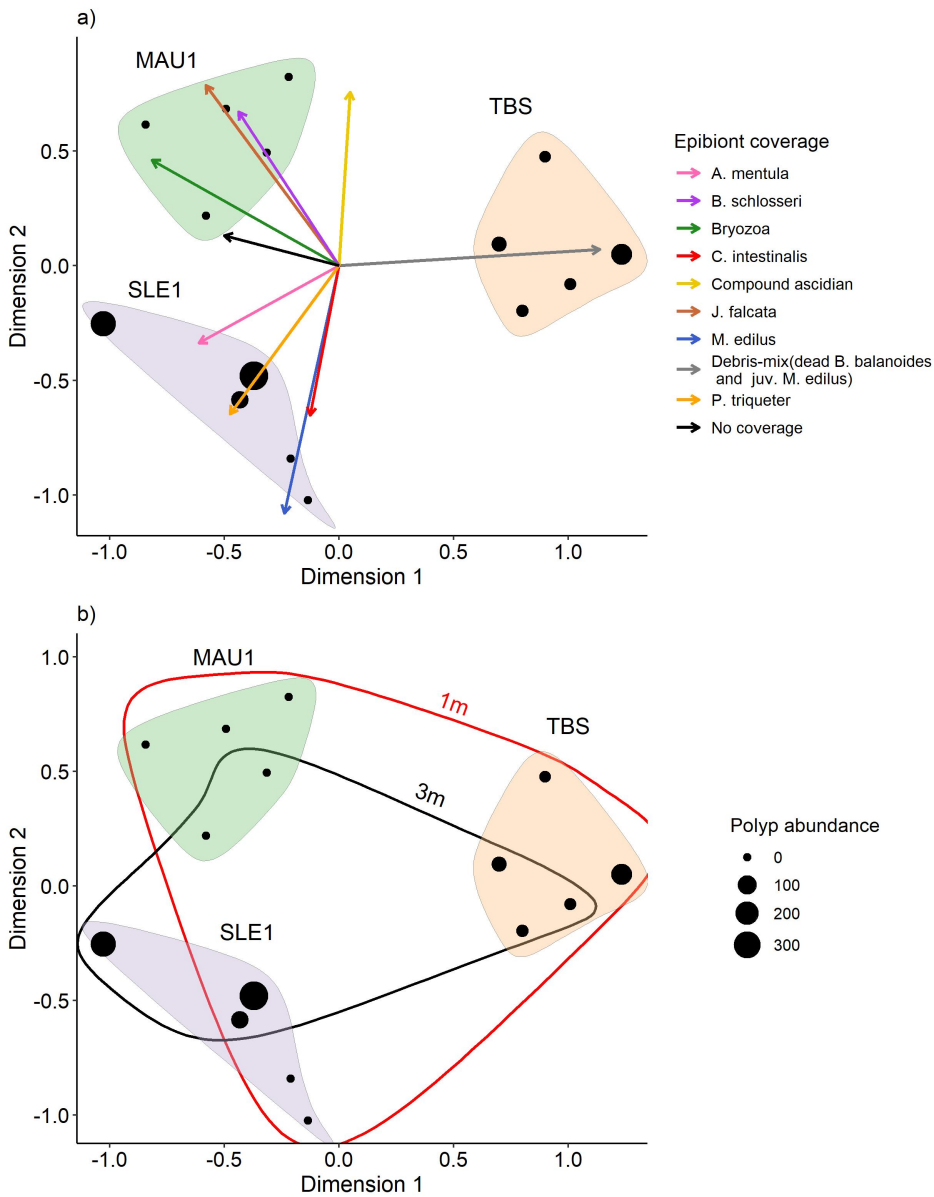 a)
MAU1
TBS
SLE1
0.5
0.0
-0.5
-1.0
Dimension 2
-1.0 -0.5 0.0 0.5 1.0
Dimension 1
Epibiont coverage
A. mentula
B. schlosseri
Bryozoa
C. intestinalis
Compound ascidian
J. falcata
M. edilus
Debris-mix(dead B. balanoides
and juv. M. edilus)
P. triqueter
No coverage
b)
MAU1
1m
TBS
3m
SLE1
1.0
0.5
0.0
-0.5
-1.0
Dimension 2
-1.0 -0.5 0.0 0.5 1.0
Dimension 1
Polyp abundance
0
100
200
300